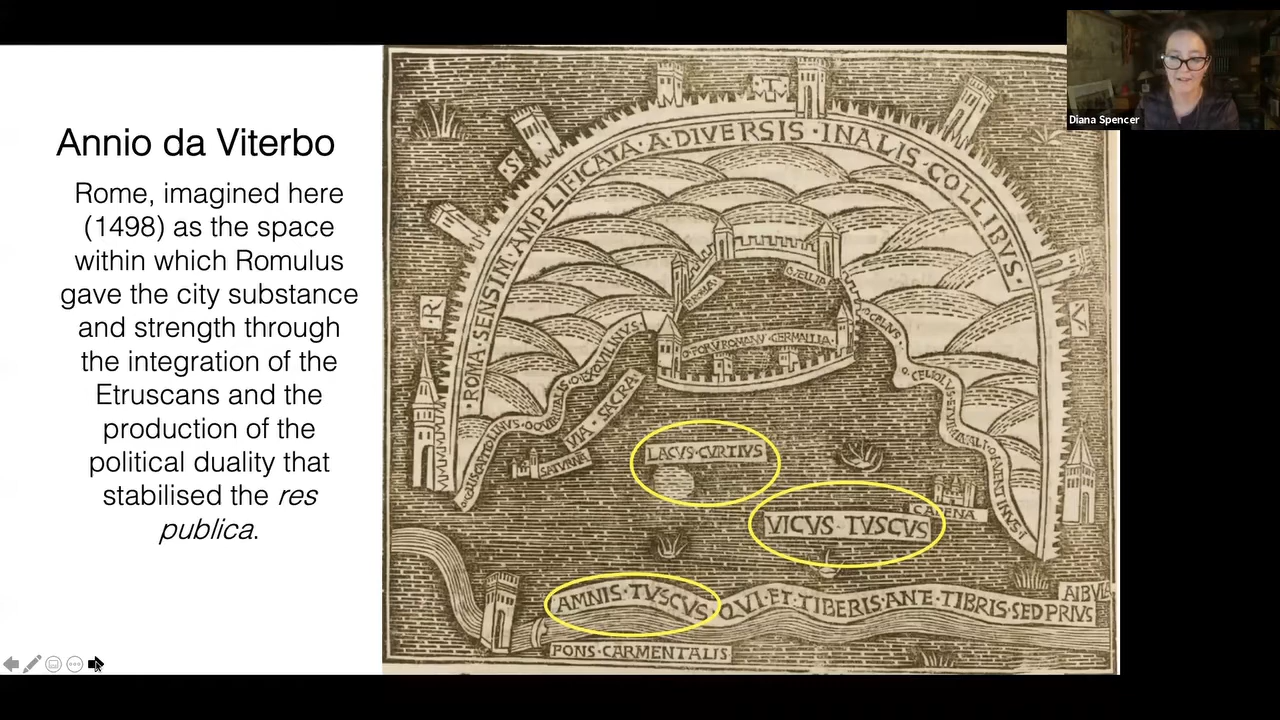 Annio da Viterbo
Rome, imagined here
(1498) as the space
within which Romulus
gave the city substance
and strength through
the integration of the
Etruscans and the
production of the
political duality that
stabilised the res
publica.
Diana Spencer
ROMA·SENSIM·AMPLIFICATA·A·DIVERSIS·INALIS·COLLIBVS·
·S·
·R·
·V·
VIA·SACRA
SATVRNIA
LACVS·CVRTIVS
VICVS·TVSCVS
AMNIS·TVSCVS·QVI·ET·TIBERIS·ANTE·TIBRIS·SED PRIVS
AIBVL
PONS·CARMENTALIS